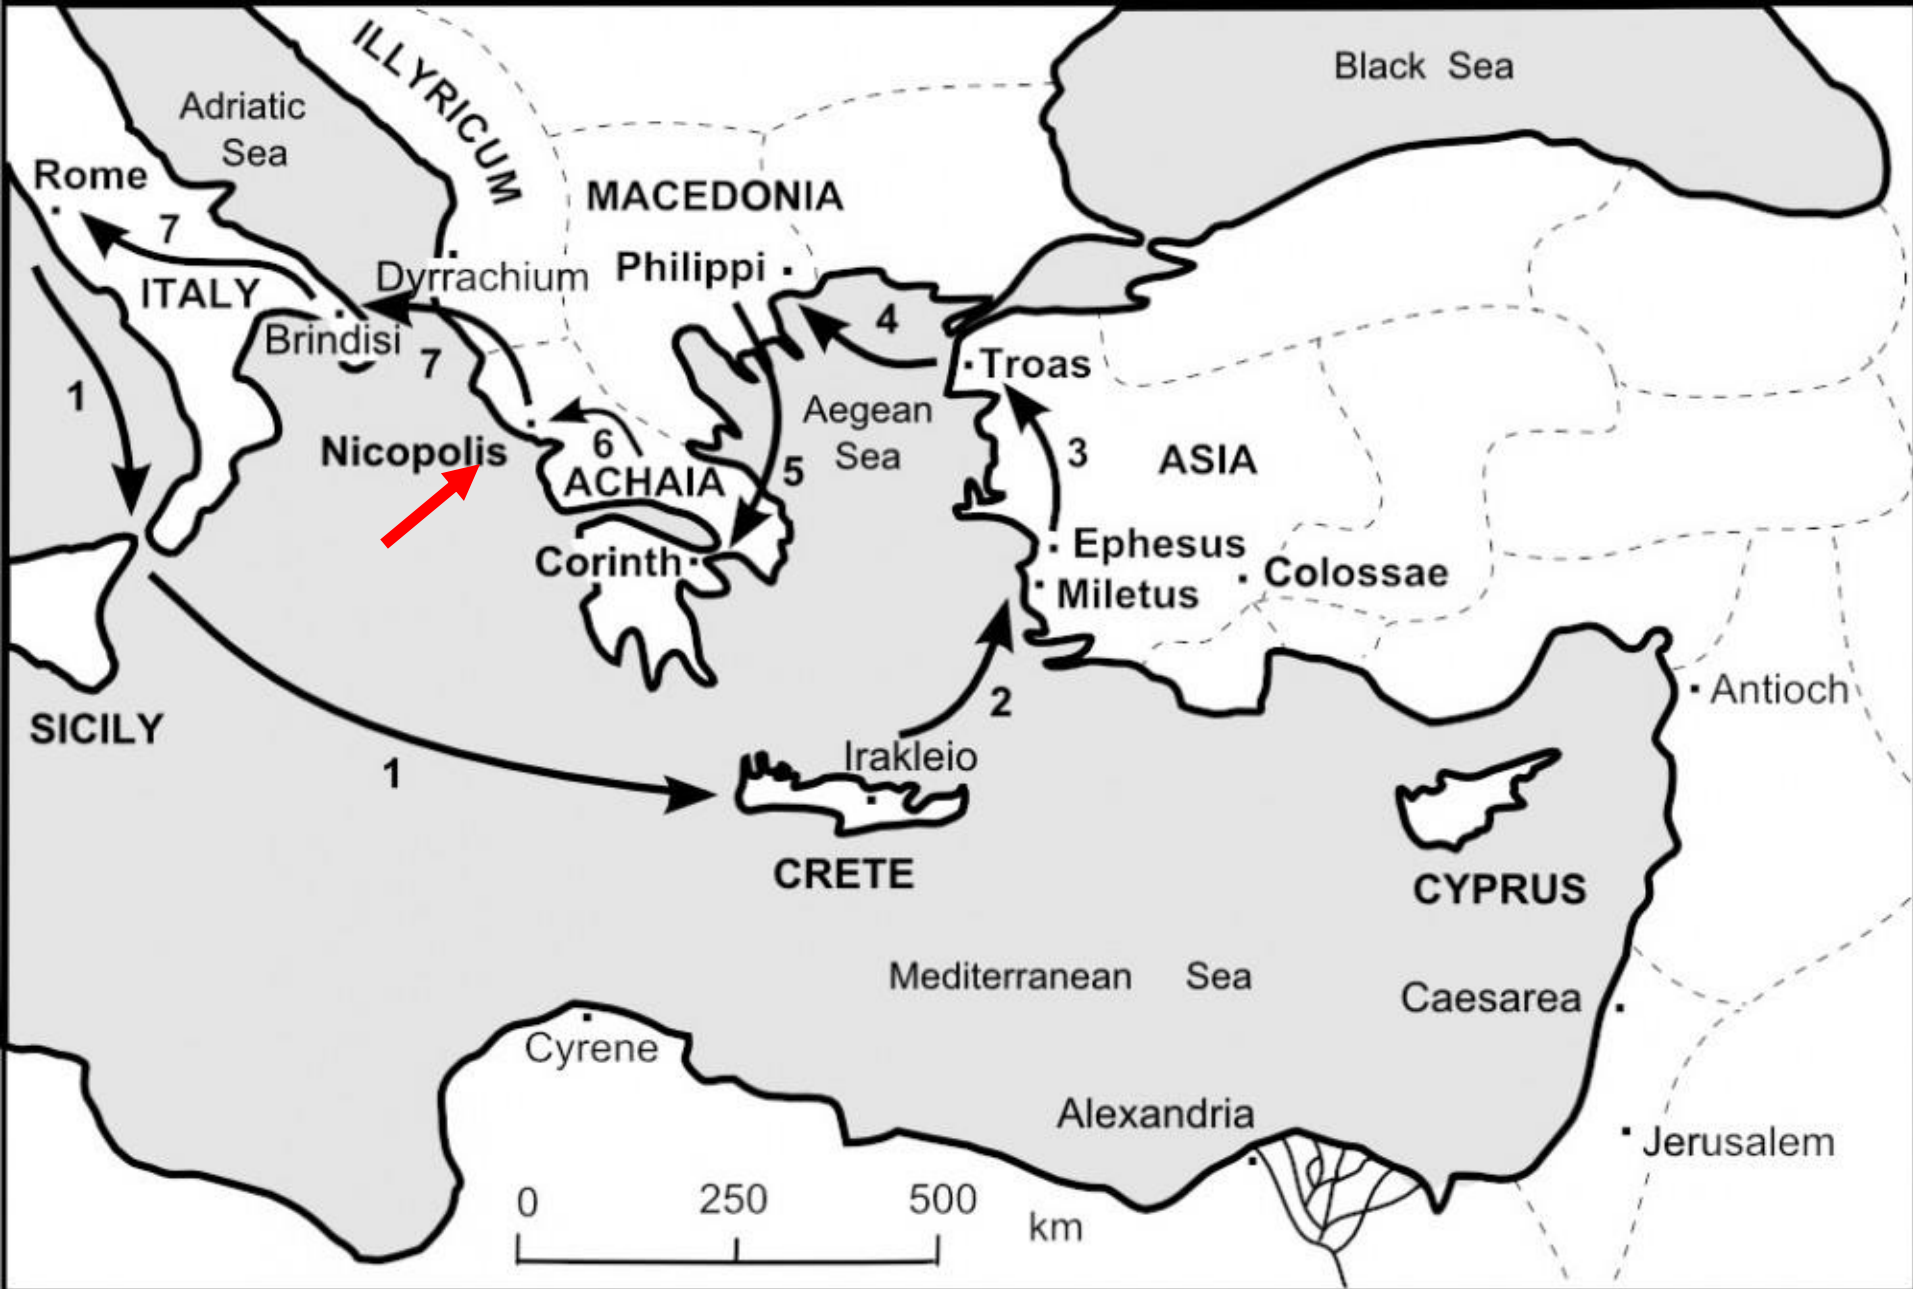 ILLYRICUM
Black Sea
Adriatic
Sea
Rome
7
MACEDONIA
Philippi
Dyrrachium
ITALY
Brindisi
7
4
Troas
1
Aegean
Sea
Nicopolis
6
ACHAIA
5
3
ASIA
Corinth
Ephesus
Miletus
Colossae
2
Antioch
SICILY
1
Irakleio
CRETE
CYPRUS
Mediterranean Sea
Caesarea
Cyrene
Alexandria
Jerusalem
0 250 500
km